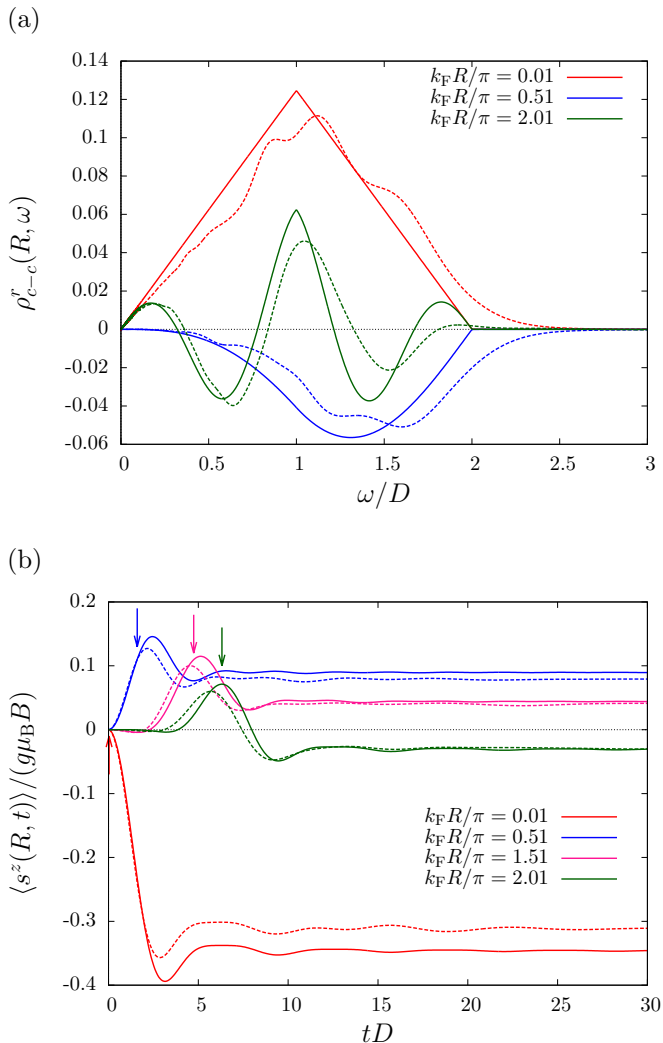 (a)
0.14
0.12
0.1
0.08
0.06
0.04
0.02
0
-0.02
-0.04
-0.06
ρ^r_{c−c}(R, ω)
k_F R/π = 0.01
k_F R/π = 0.51
k_F R/π = 2.01
0 0.5 1 1.5 2 2.5 3
ω/D
(b)
0.2
0.1
0
-0.1
-0.2
-0.3
-0.4
⟨s^z(R, t)⟩/(gμ_B B)
k_F R/π = 0.01
k_F R/π = 0.51
k_F R/π = 1.51
k_F R/π = 2.01
0 5 10 15 20 25 30
tD